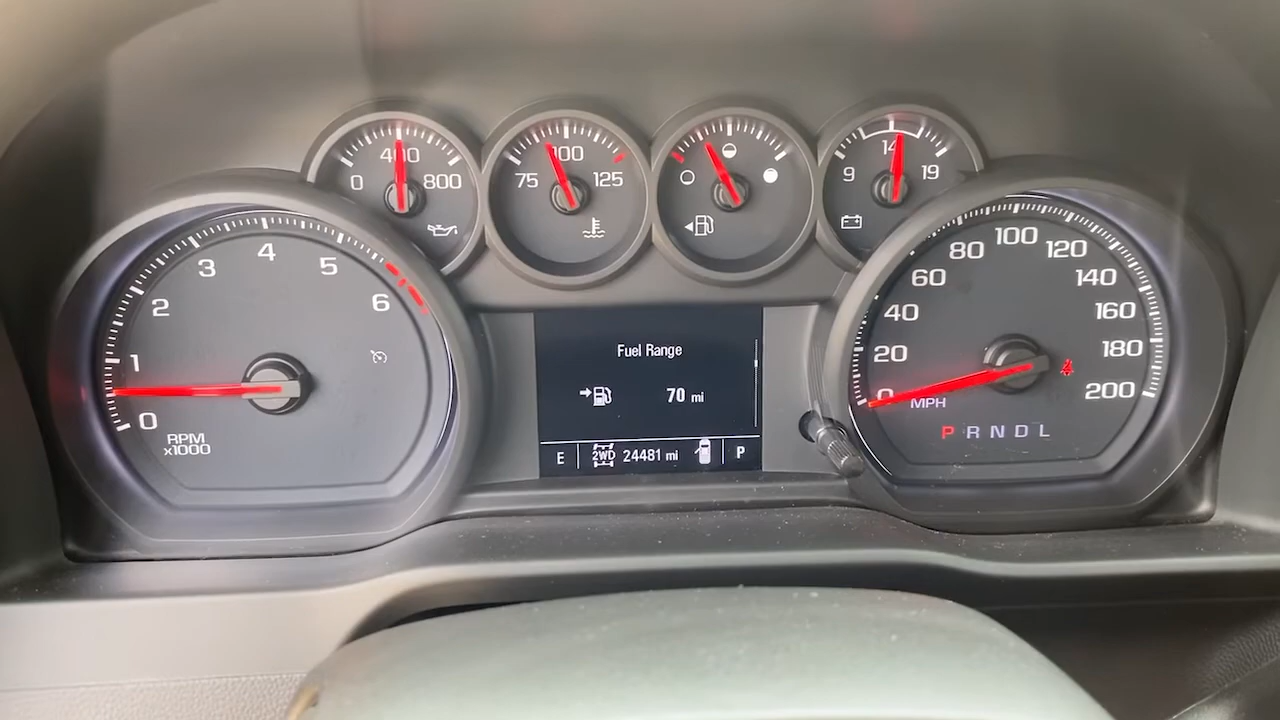 0 400 800
75 100 125
9 14 19
0 1 2 3 4 5 6
RPM
x1000
Fuel Range
70 mi
E 2WD 24481 mi P
0 20 40 60 80 100 120 140 160 180 200
MPH
P R N D L